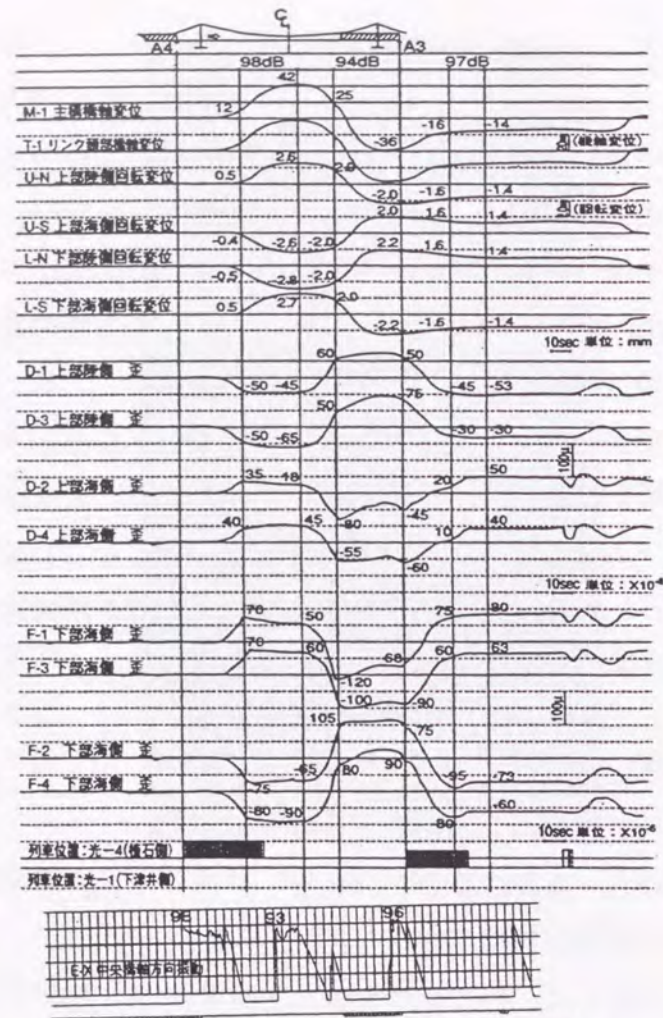 C L
A4 A3
98dB 94dB 97dB
42
12 25
M-1 主構橋軸変位
-36 -16 -14
T-1 リンク頭部橋軸変位
(橋軸変位)
2.6 2.0
U-N 上部陸側回転変位 0.5
-2.0 -1.6 -1.4
(回転変位)
U-S 上部海側回転変位
2.0 1.6 1.4
-0.4 -2.6 -2.0
L-N 下部陸側回転変位
2.2 1.6 1.4
-0.5 -2.8 -2.0
2.7 2.0
L-S 下部海側回転変位 0.5
-2.2 -1.6 -1.4
10sec 単位:mm
60 50
D-1 上部陸側 歪
-50 -45 -45 -53
50 75
D-3 上部陸側 歪
-50 -65 -30 -30
100μ
35 48 20 50
D-2 上部海側 歪
-80 -45
40 45 10 40
D-4 上部海側 歪
-55 -60
10sec 単位:X10⁻⁶
70 50 75 80
F-1 下部海側 歪
70 60 68 60 63
F-3 下部海側 歪
-120
-100 -90
100μ
105 75
F-2 下部海側 歪
-65 80 90 -95 -73
F-4 下部海側 歪
75
-80 -90 80 -60
10sec 単位:X10⁻⁶
列車位置:光-4(櫃石側)
列車位置:光-1(下津井側)
98 93 96
E-X 中央橋軸方向振動